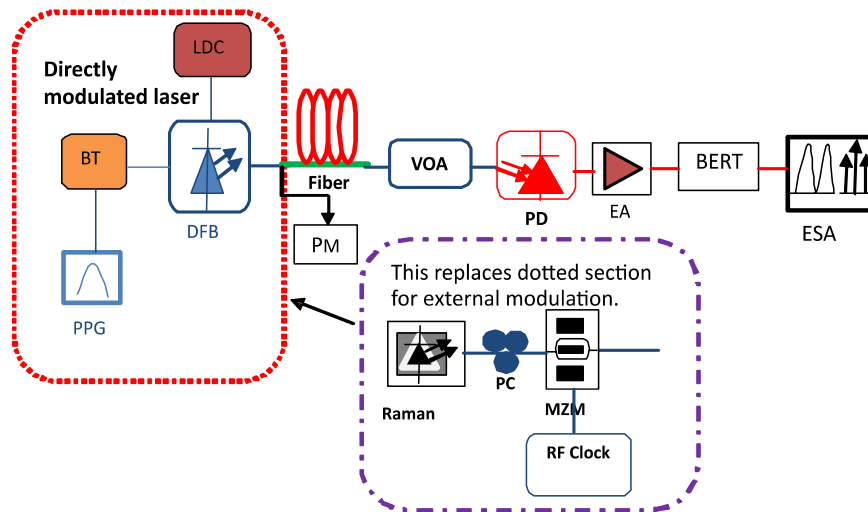 LDC
Directly
modulated laser
BT
DFB
PPG
Fiber
PM
VOA
PD
EA
BERT
ESA
This replaces dotted section
for external modulation.
Raman
PC
MZM
RF Clock